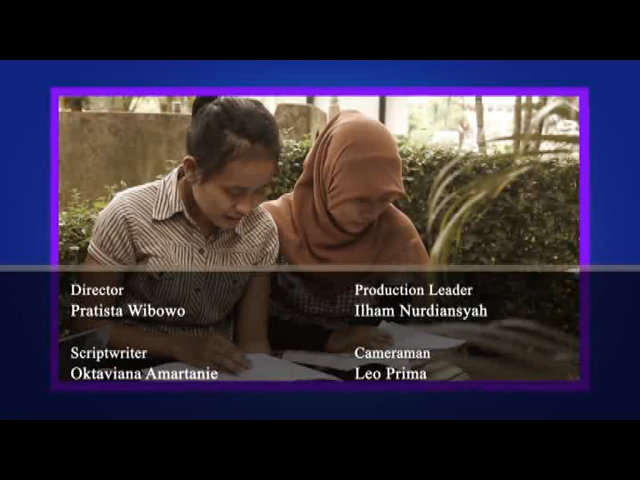 Director
Pratista Wibowo
Production Leader
Ilham Nurdiansyah
Scriptwriter
Oktaviana Amartanie
Cameraman
Leo Prima